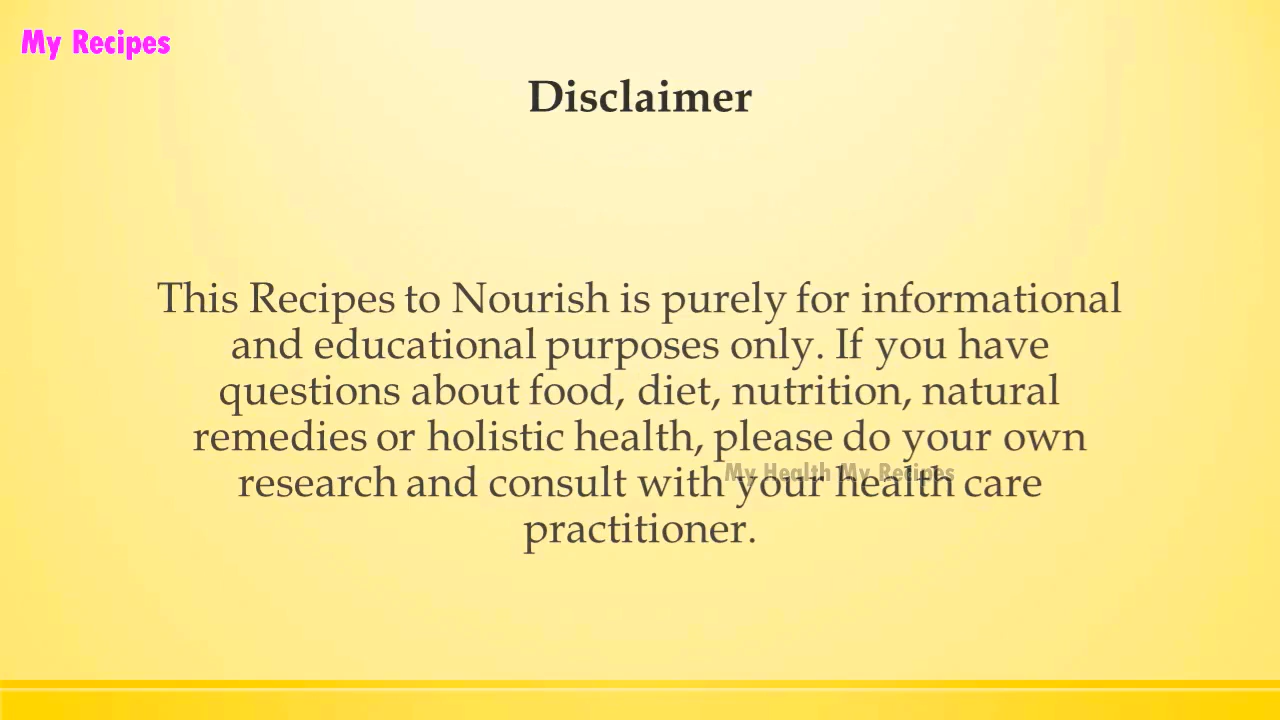 My Recipes
Disclaimer
This Recipes to Nourish is purely for informational
and educational purposes only. If you have
questions about food, diet, nutrition, natural
remedies or holistic health, please do your own
My Health My Recipes
research and consult with your health care
practitioner.